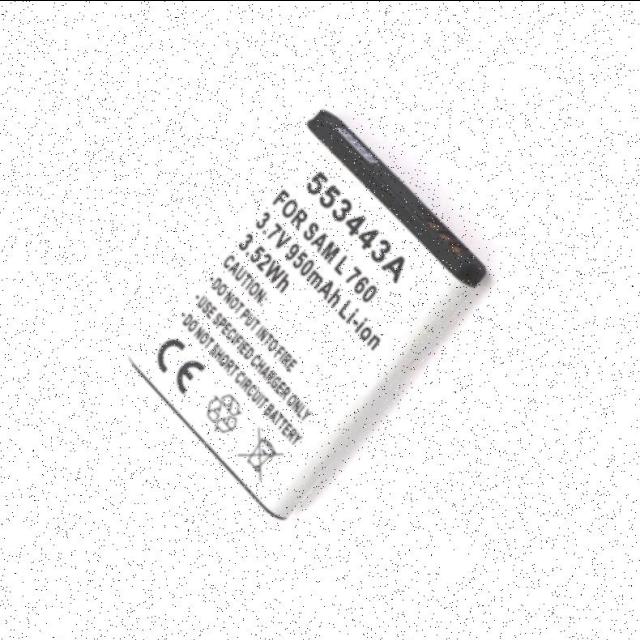 553443A
FOR SAM L 760
3.7V 950mAh Li-ion
3.52Wh
CAUTION:
·DO NOT PUT INTO FIRE
·USE SPECIFIED CHARGER ONLY
·DO NOT SHORT CIRCUIT BATTERY
CE